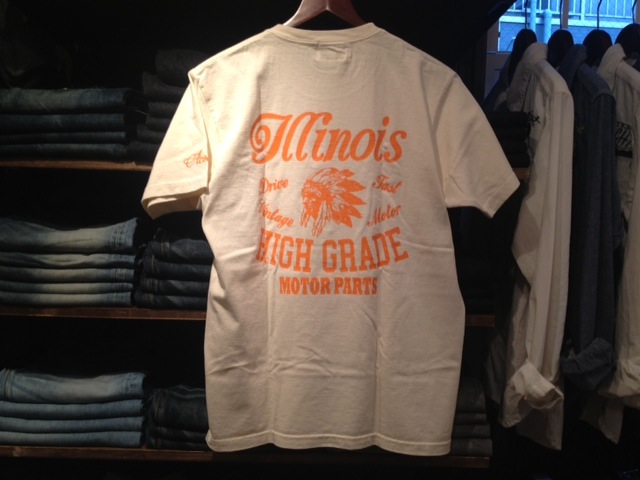 Illinois
Drive Fast
Vintage Motor
HIGH GRADE
MOTOR PARTS